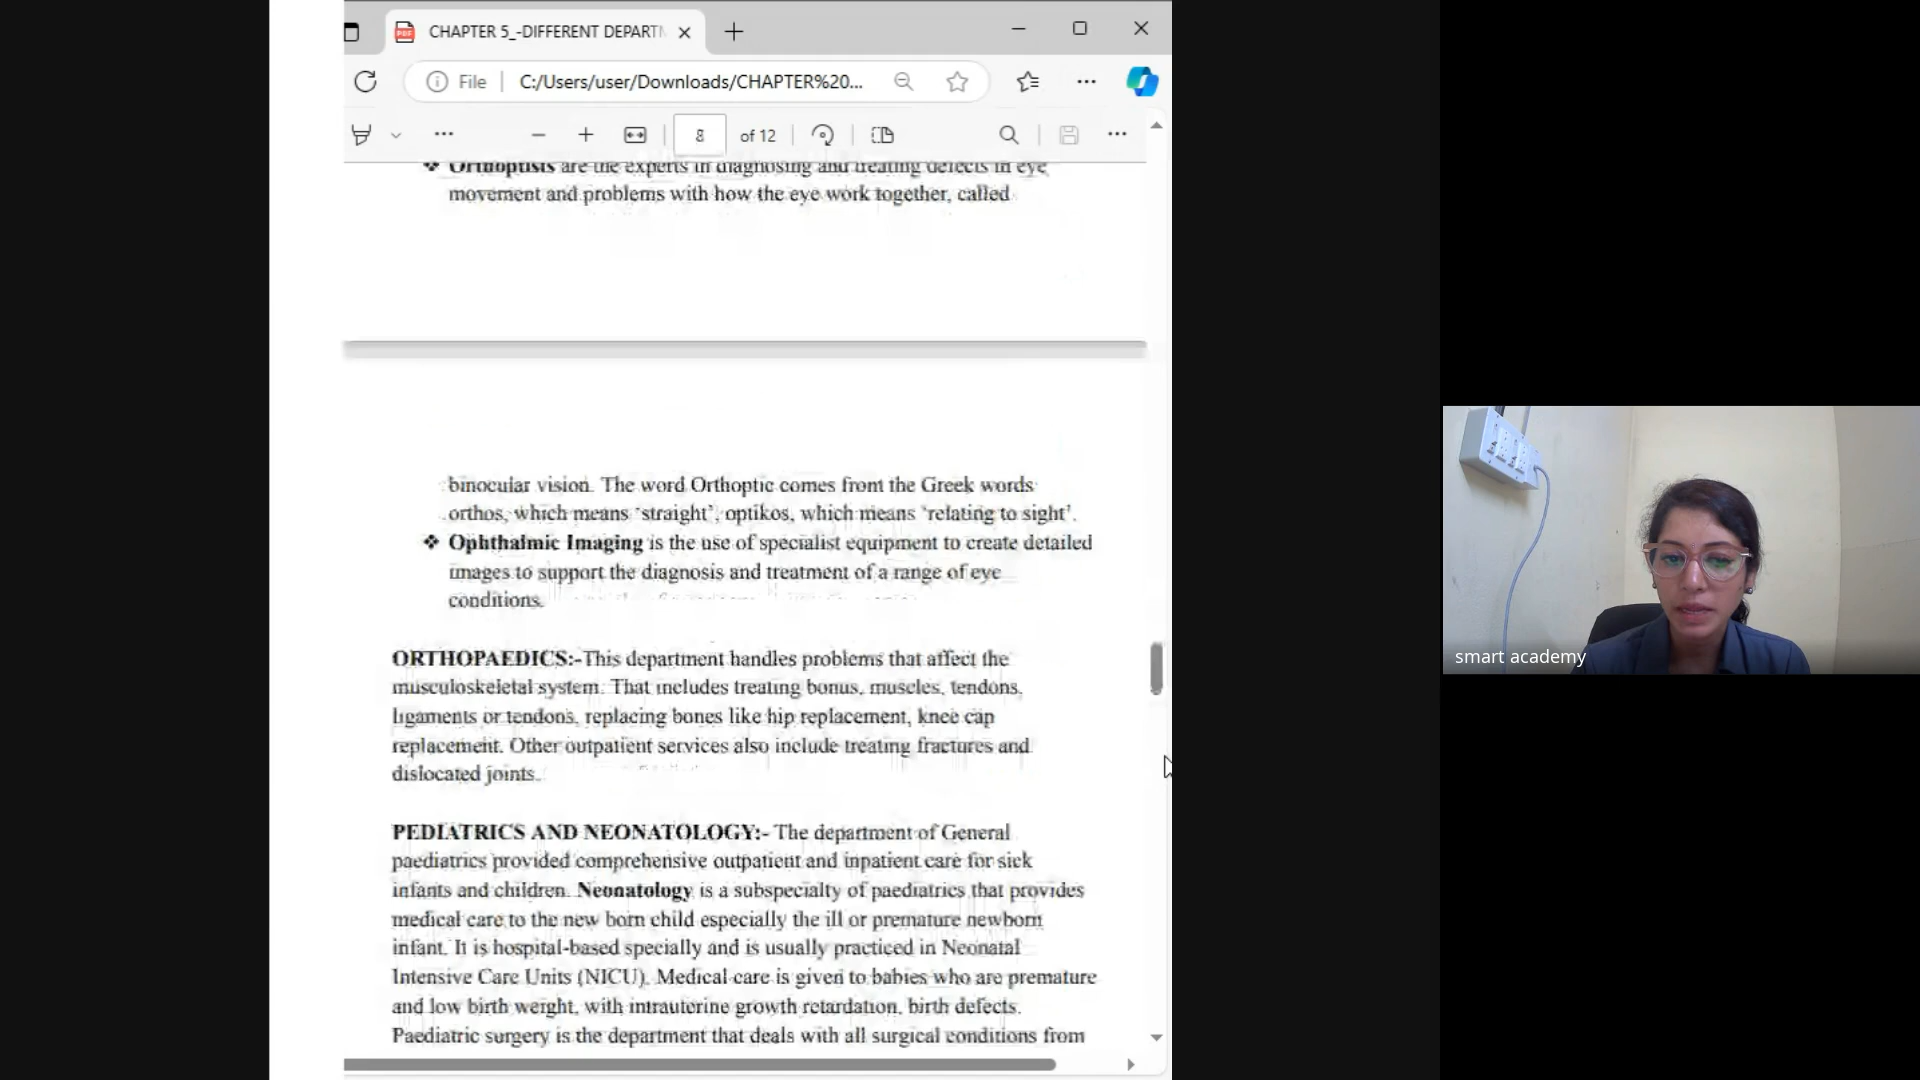 CHAPTER 5_-DIFFERENT DEPARTM
File
C:/Users/user/Downloads/CHAPTER%20...
8 of 12
Orthoptists are the experts in diagnosing and treating defects in eye
movement and problems with how the eye work together, called
binocular vision. The word Orthoptic comes from the Greek words
orthos, which means ‘straight’, optikos, which means ‘relating to sight’.
❖ Ophthalmic Imaging is the use of specialist equipment to create detailed
images to support the diagnosis and treatment of a range of eye
conditions.
ORTHOPAEDICS:-This department handles problems that affect the
musculoskeletal system. That includes treating bonus, muscles, tendons,
ligaments or tendons, replacing bones like hip replacement, knee cap
replacement. Other outpatient services also include treating fractures and
dislocated joints.
PEDIATRICS AND NEONATOLOGY:- The department of General
paediatrics provided comprehensive outpatient and inpatient care for sick
infants and children. Neonatology is a subspecialty of paediatrics that provides
medical care to the new born child especially the ill or premature newborn
infant. It is hospital-based specially and is usually practiced in Neonatal
Intensive Care Units (NICU). Medical care is given to babies who are premature
and low birth weight, with intrauterine growth retardation, birth defects.
Paediatric surgery is the department that deals with all surgical conditions from
smart academy